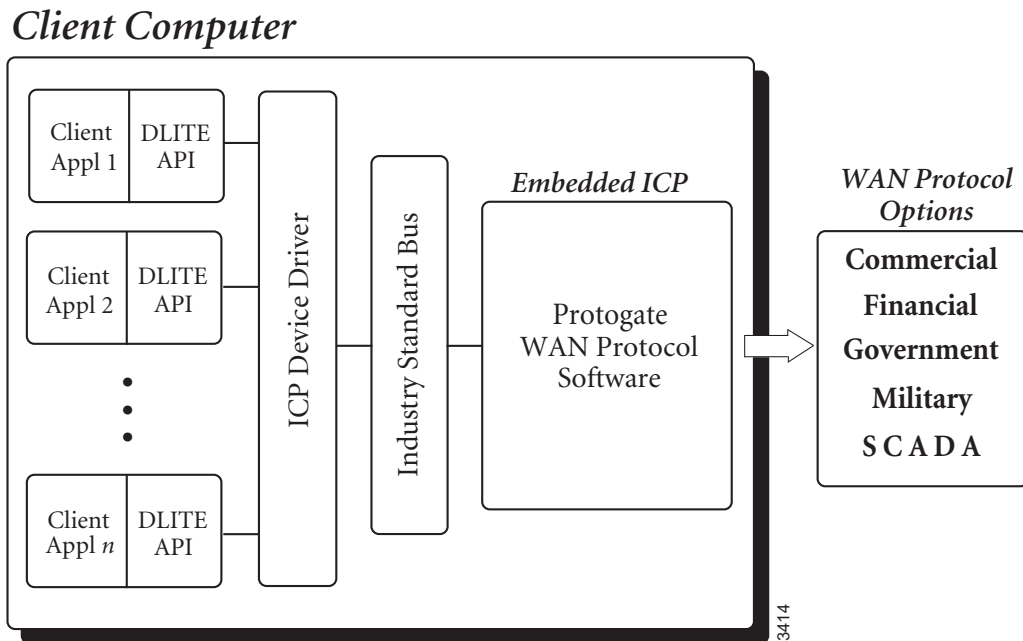 Client Computer
Client
Appl 1
DLITE
API
Client
Appl 2
DLITE
API
Client
Appl n
DLITE
API
ICP Device Driver
Industry Standard Bus
Embedded ICP
Protogate
WAN Protocol
Software
WAN Protocol
Options
Commercial
Financial
Government
Military
S C A D A
3414